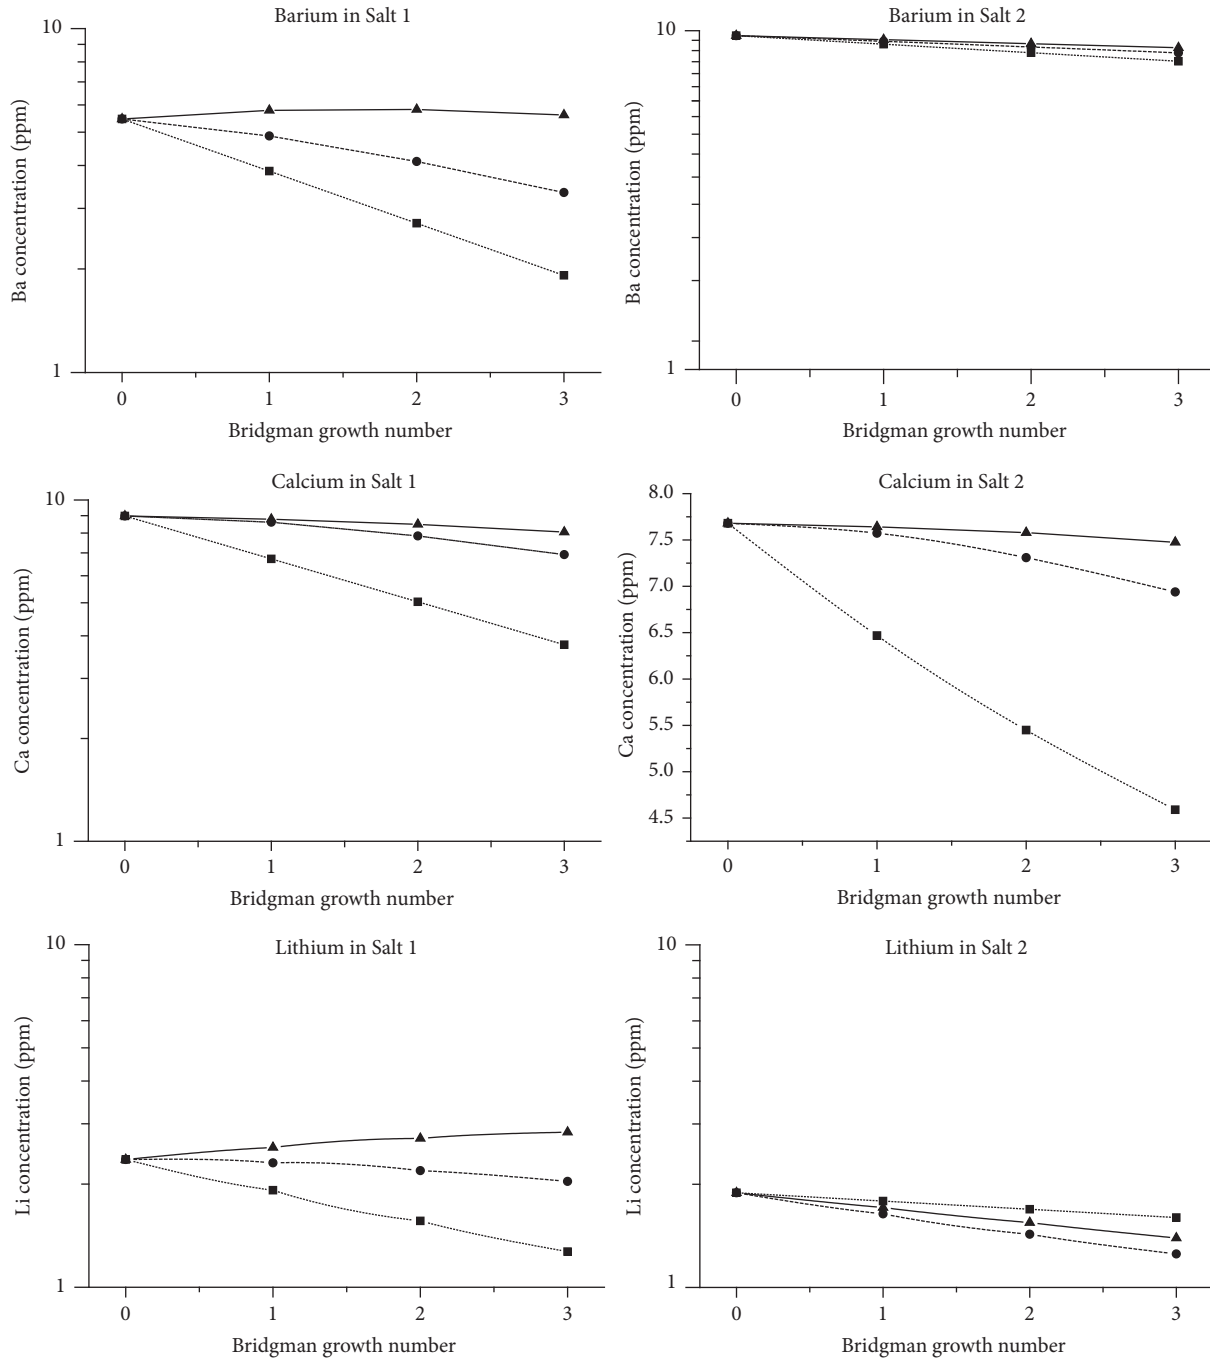 Barium in Salt 1
10
1
Ba concentration (ppm)
0 1 2 3
Bridgman growth number
Barium in Salt 2
10
1
Ba concentration (ppm)
0 1 2 3
Bridgman growth number
Calcium in Salt 1
10
1
Ca concentration (ppm)
0 1 2 3
Bridgman growth number
Calcium in Salt 2
8.0
7.5
7.0
6.5
6.0
5.5
5.0
4.5
Ca concentration (ppm)
0 1 2 3
Bridgman growth number
Lithium in Salt 1
10
1
Li concentration (ppm)
0 1 2 3
Bridgman growth number
Lithium in Salt 2
10
1
Li concentration (ppm)
0 1 2 3
Bridgman growth number